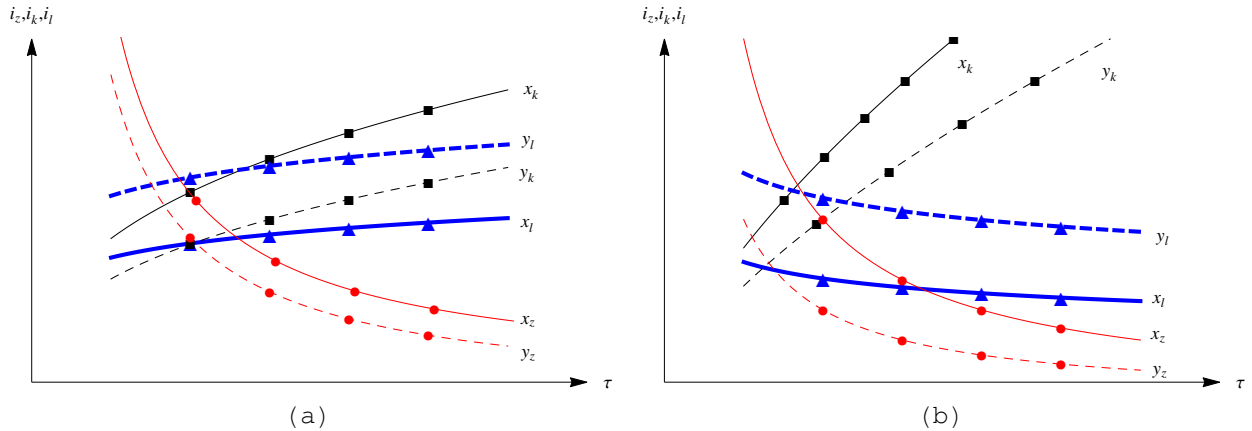 i_z,i_k,i_l
x_k
y_l
y_k
x_l
x_z
y_z
τ
(a)
i_z,i_k,i_l
x_k
y_k
y_l
x_l
x_z
y_z
τ
(b)